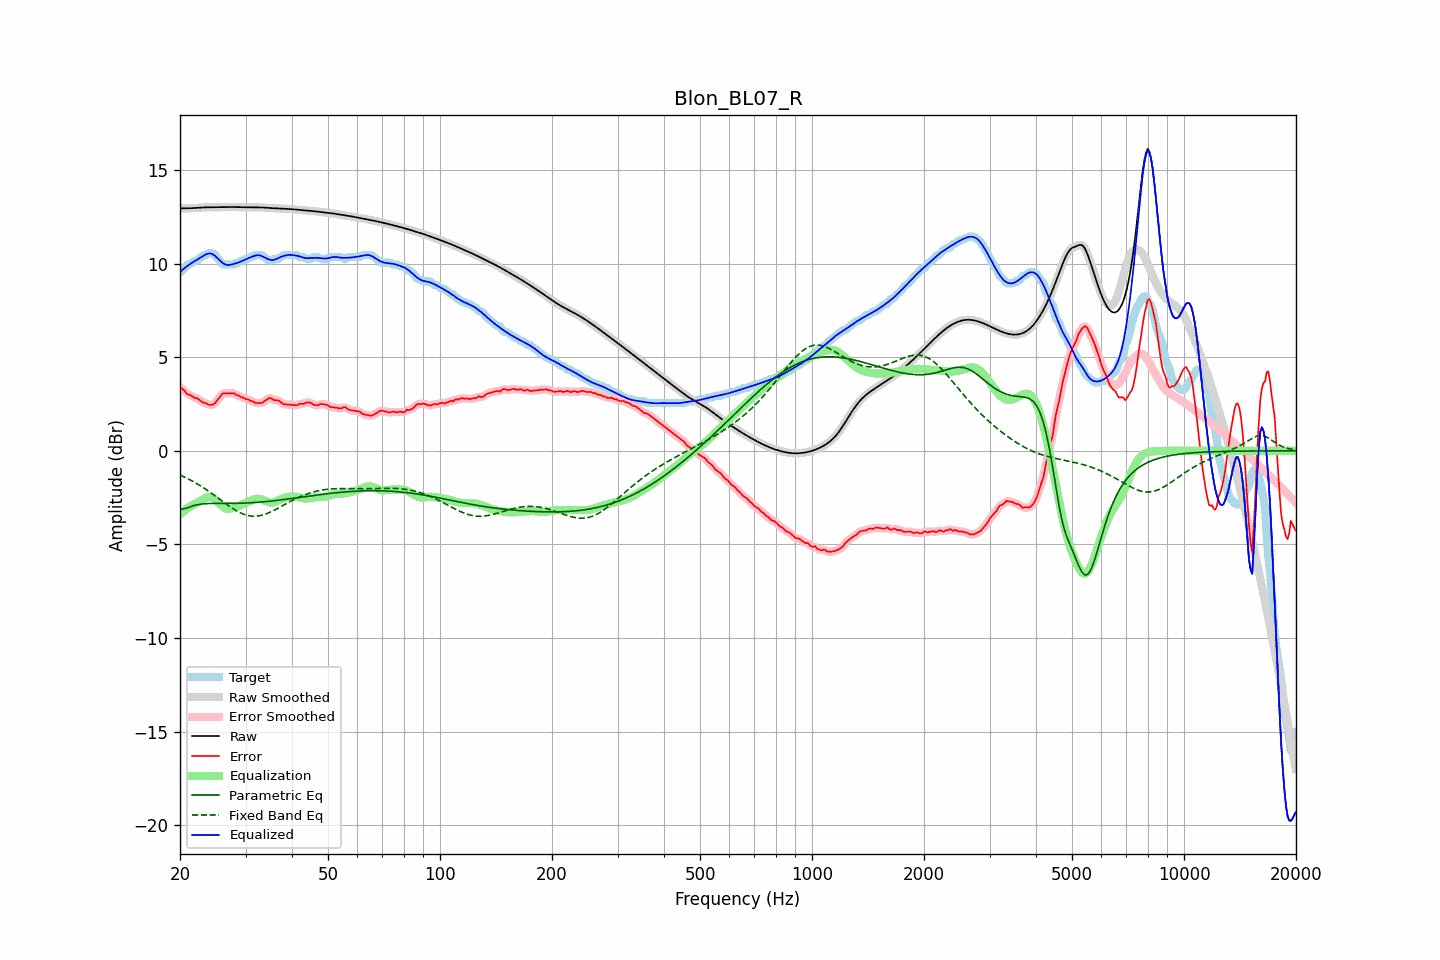 Blon_BL07_R
Amplitude (dBr)
15
10
5
0
−5
−10
−15
−20
Target
Raw Smoothed
Error Smoothed
Raw
Error
Equalization
Parametric Eq
Fixed Band Eq
Equalized
20 50 100 200 500 1000 2000 5000 10000 20000
Frequency (Hz)